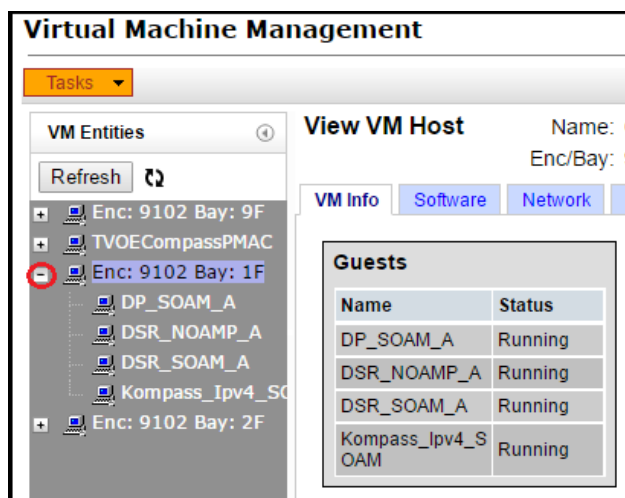 Virtual Machine Management
Tasks
VM Entities
Refresh
Enc: 9102 Bay: 9F
TVOECompassPMAC
Enc: 9102 Bay: 1F
DP_SOAM_A
DSR_NOAMP_A
DSR_SOAM_A
Kompass_Ipv4_SO
Enc: 9102 Bay: 2F
View VM Host
Name:
Enc/Bay:
VM Info Software Network
Guests
Name Status
DP_SOAM_A Running
DSR_NOAMP_A Running
DSR_SOAM_A Running
Kompass_Ipv4_S
OAM Running